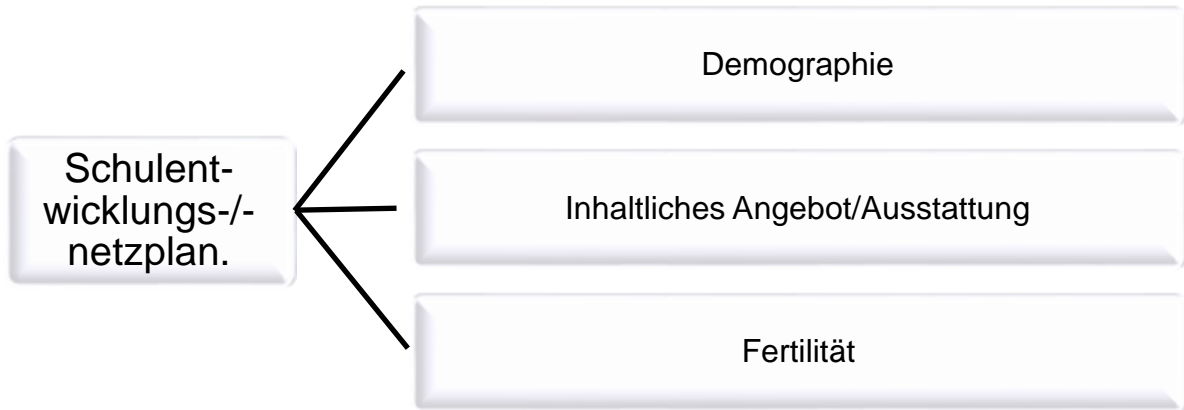 Schulent-
wicklungs-/-
netzplan.
Demographie
Inhaltliches Angebot/Ausstattung
Fertilität